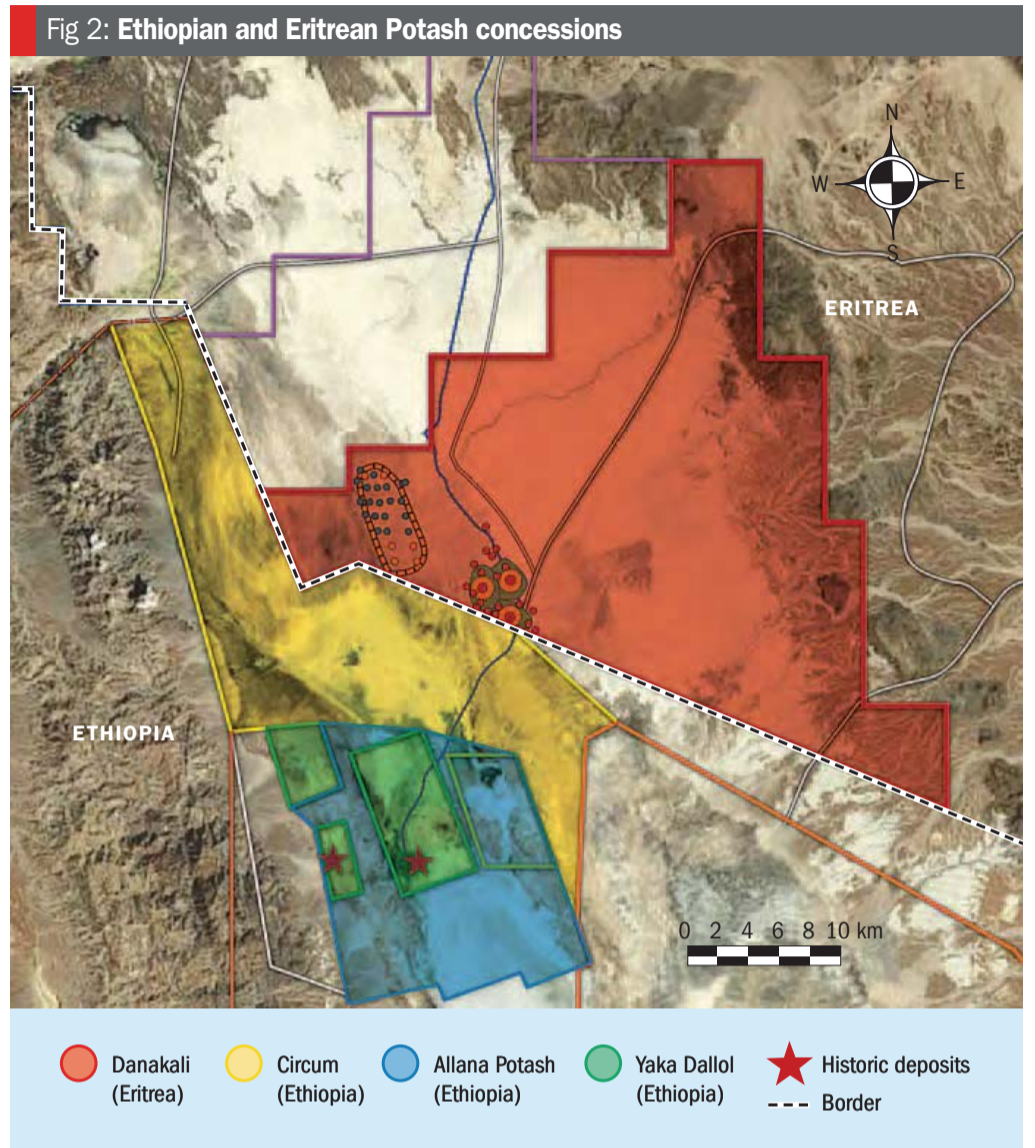 Fig 2: Ethiopian and Eritrean Potash concessions
N
W
E
S
ERITREA
ETHIOPIA
0 2 4 6 8 10 km
Danakali
(Eritrea)
Circum
(Ethiopia)
Allana Potash
(Ethiopia)
Yaka Dallol
(Ethiopia)
Historic deposits
Border